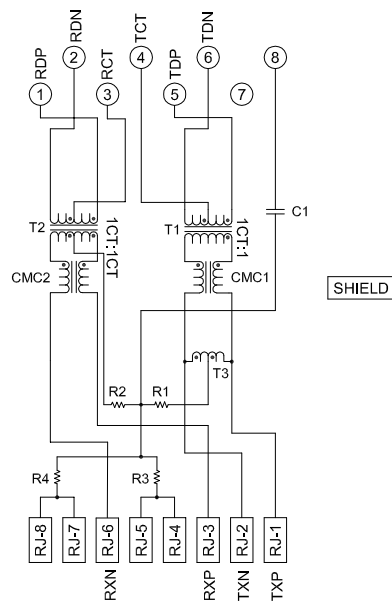 RDP
RDN
RCT
TCT
TDP
TDN
1
2
3
4
5
6
7
8
T2
1CT:1CT
T1
1CT:1
C1
CMC2
CMC1
SHIELD
T3
R2
R1
R4
R3
RJ-8
RJ-7
RJ-6
RJ-5
RJ-4
RJ-3
RJ-2
RJ-1
RXN
RXP
TXN
TXP